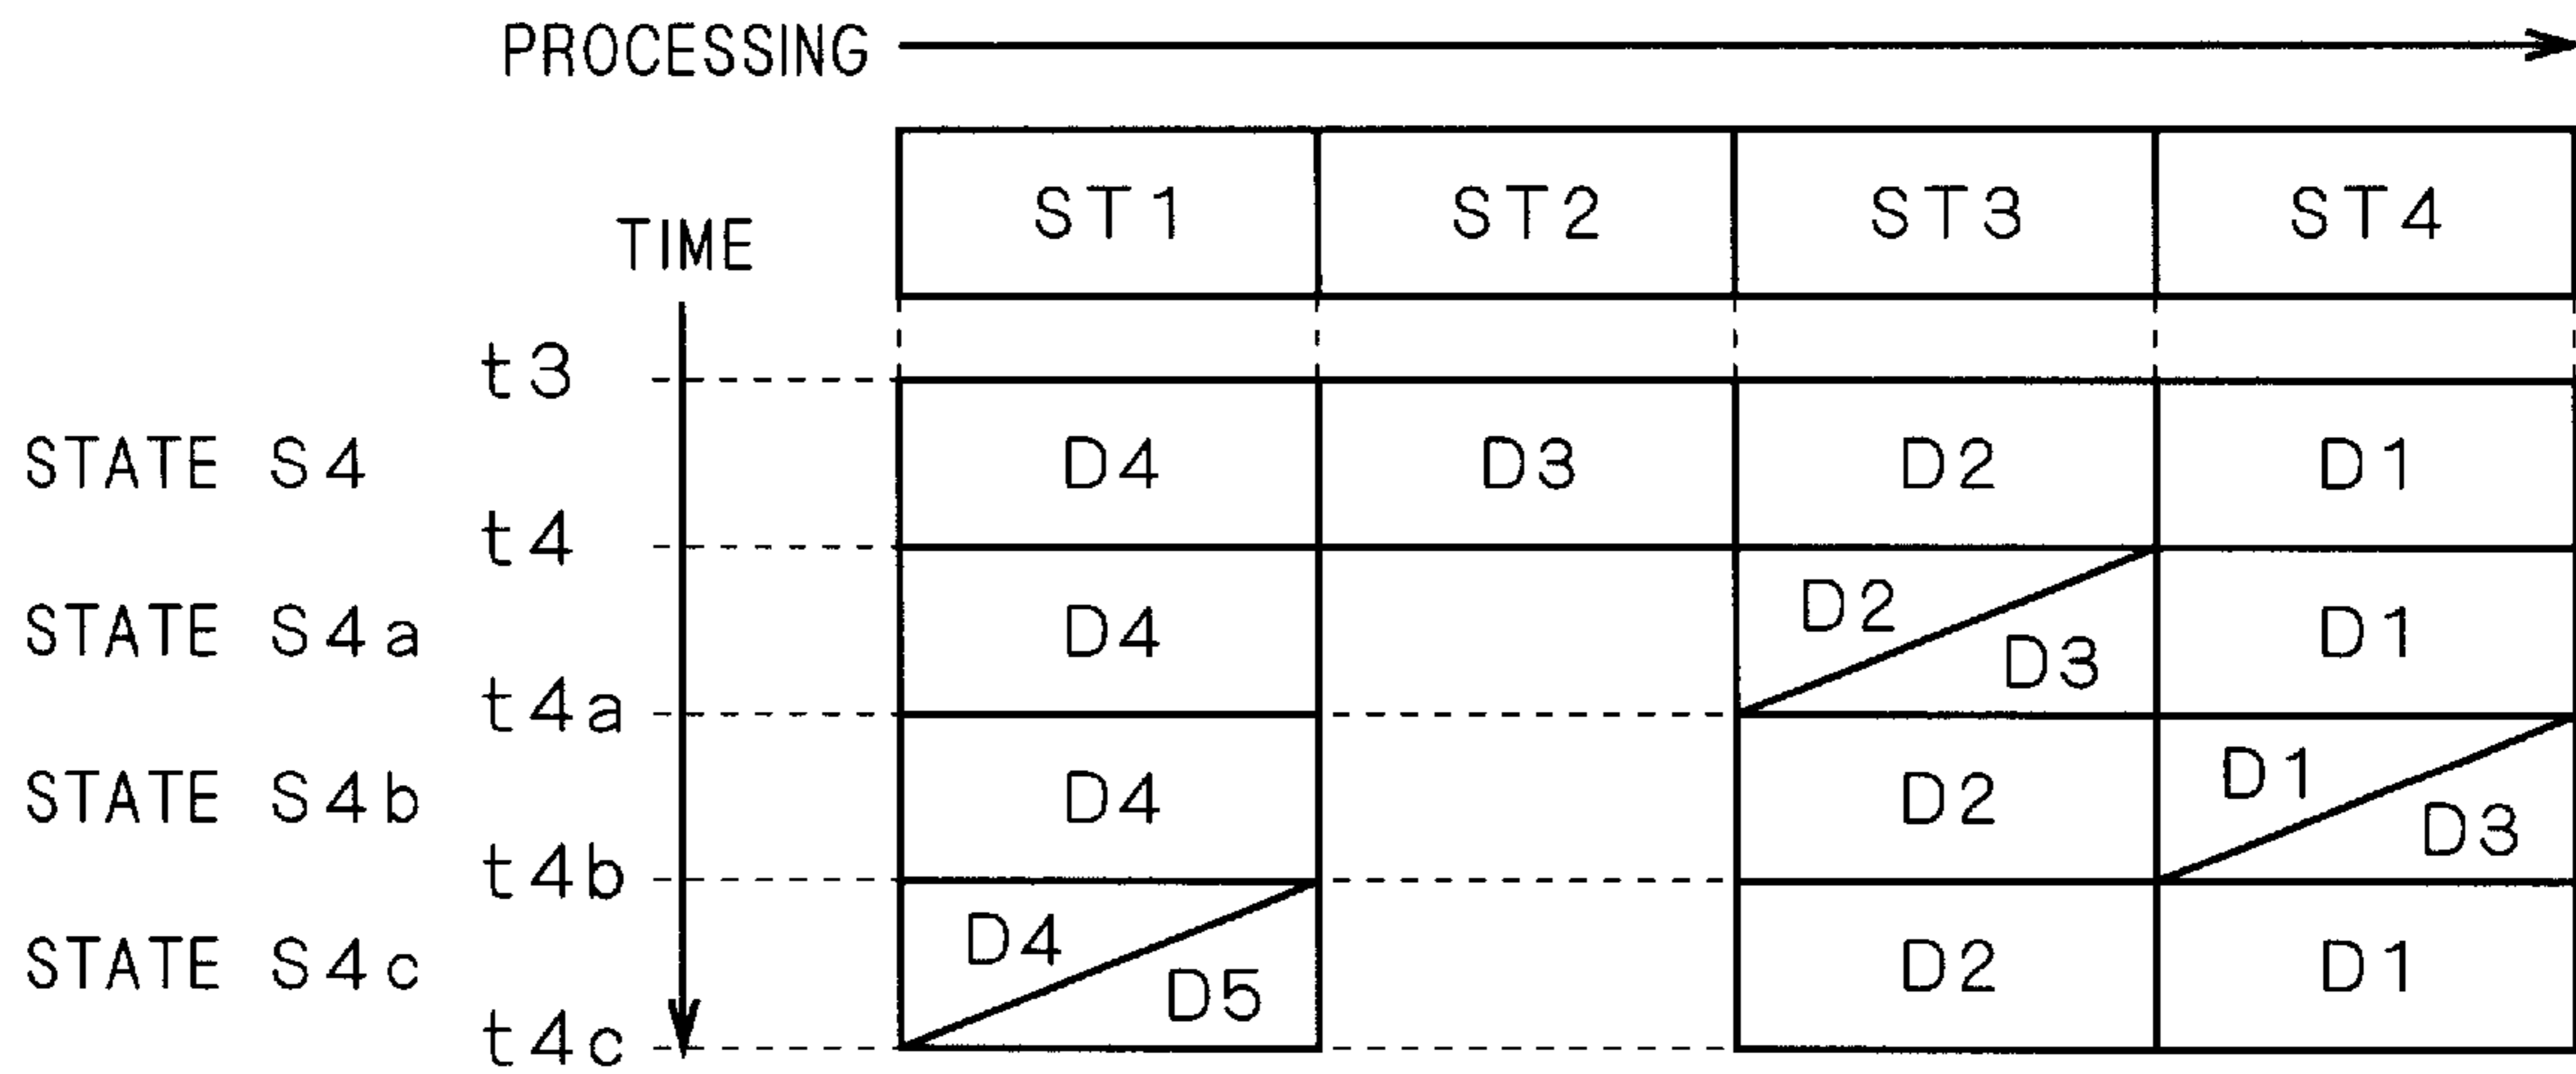 PROCESSING
TIME
ST1 ST2 ST3 ST4
t3
STATE S4 D4 D3 D2 D1
t4
STATE S4a D4 D2 D3 D1
t4a
STATE S4b D4 D2 D1 D3
t4b
STATE S4c D4 D5 D2 D1
t4c